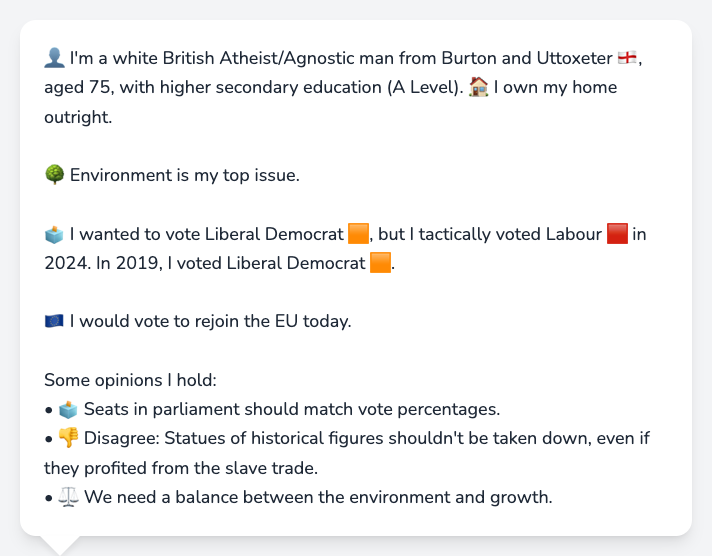 👤 I'm a white British Atheist/Agnostic man from Burton and Uttoxeter 🏴󠁧󠁢󠁥󠁮󠁧󠁿,
aged 75, with higher secondary education (A Level). 🏠 I own my home
outright.
🌳 Environment is my top issue.
🗳️ I wanted to vote Liberal Democrat 🟧, but I tactically voted Labour 🟥 in
2024. In 2019, I voted Liberal Democrat 🟧.
🇪🇺 I would vote to rejoin the EU today.
Some opinions I hold:
• 🗳️ Seats in parliament should match vote percentages.
• 👎 Disagree: Statues of historical figures shouldn't be taken down, even if
they profited from the slave trade.
• ⚖️ We need a balance between the environment and growth.